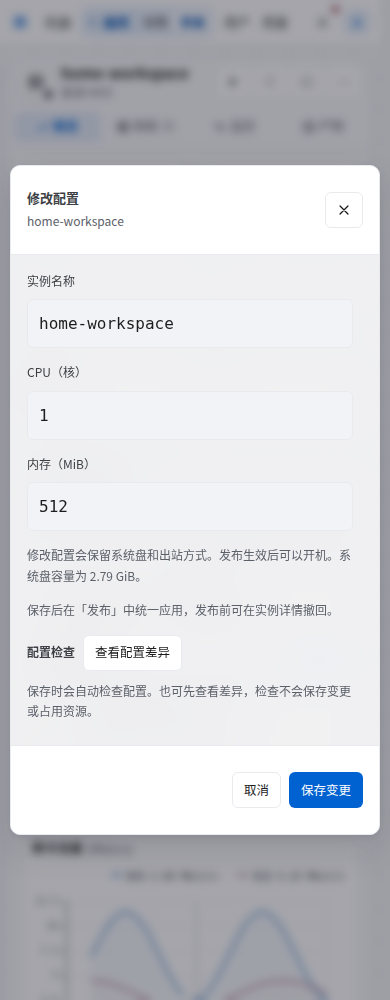 修改配置
home-workspace
实例名称
home-workspace
CPU（核）
1
内存（MiB）
512
修改配置会保留系统盘和出站方式。发布生效后可以开机。系
统盘容量为 2.79 GiB。
保存后在「发布」中统一应用，发布前可在实例详情撤回。
配置检查 查看配置差异
保存时会自动检查配置。也可先查看差异，检查不会保存变更
或占用资源。
取消 保存变更